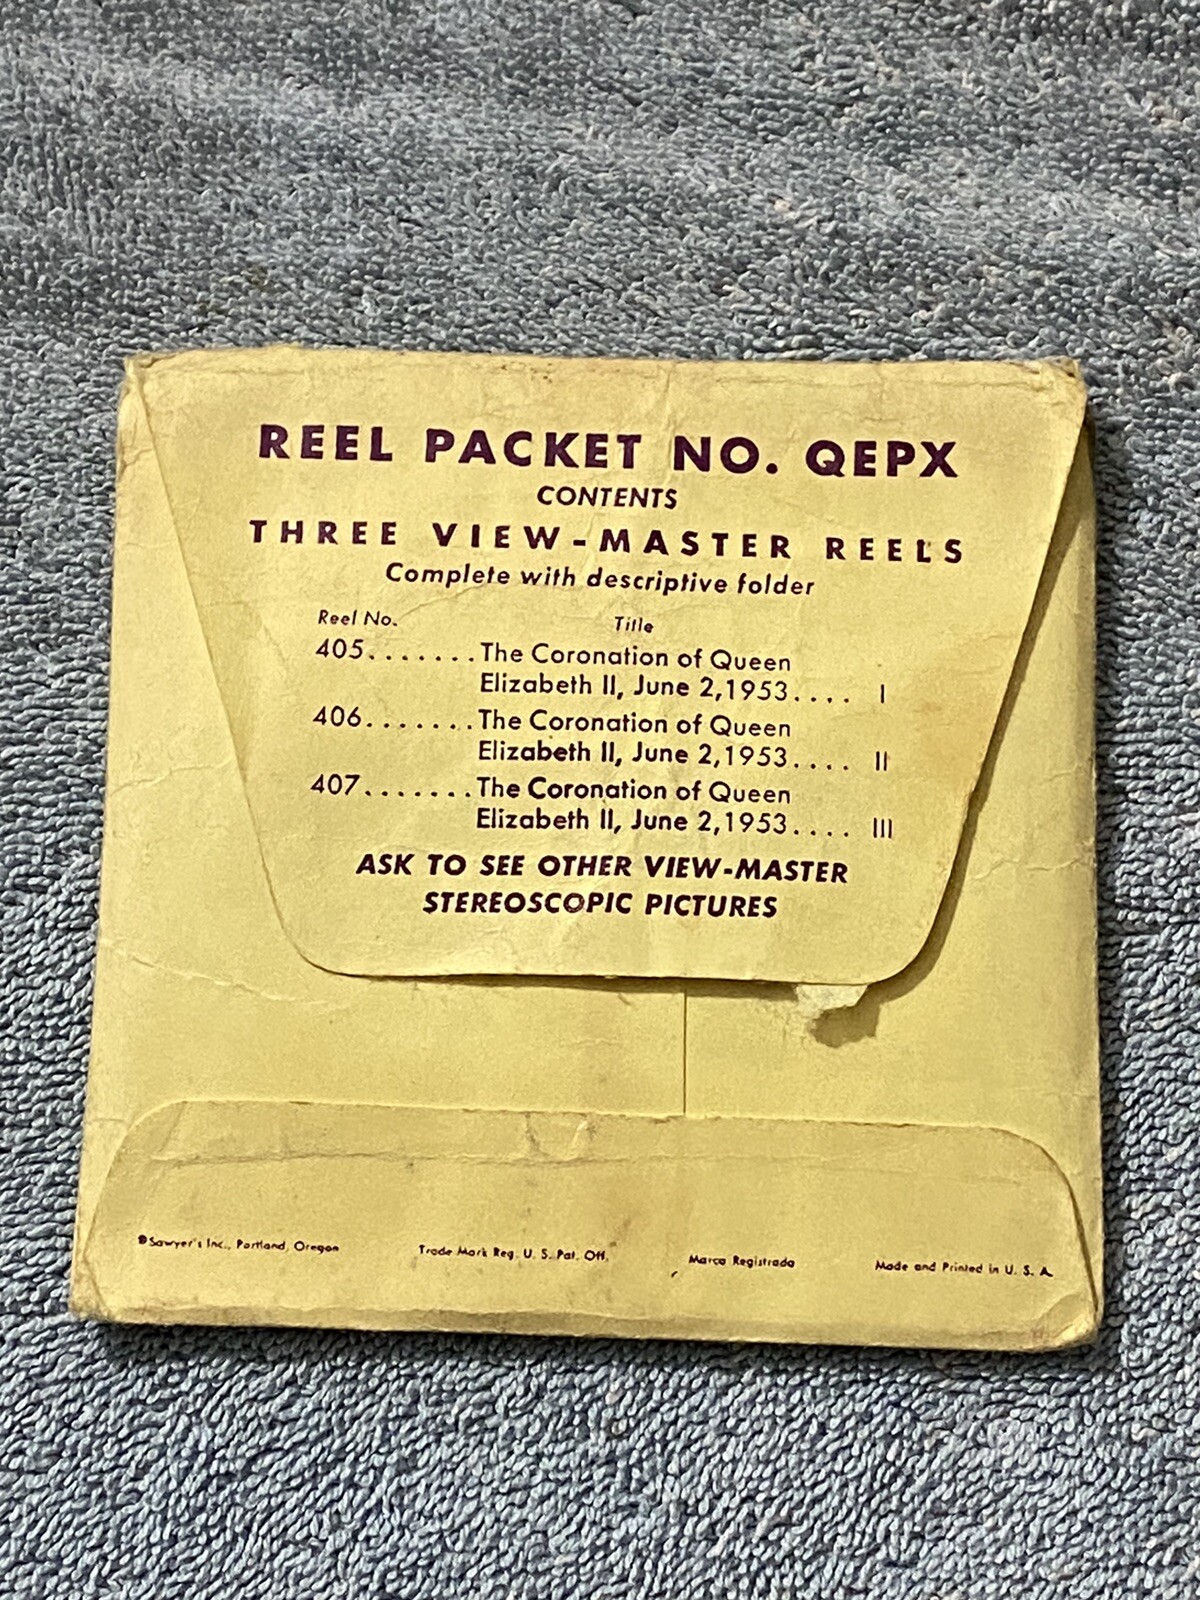 REEL PACKET NO. QEPX
CONTENTS
THREE VIEW-MASTER REELS
Complete with descriptive folder
Reel No. Title
405.......The Coronation of Queen
Elizabeth II, June 2,1953.... I
406.......The Coronation of Queen
Elizabeth II, June 2,1953.... II
407.......The Coronation of Queen
Elizabeth II, June 2,1953.... III
ASK TO SEE OTHER VIEW-MASTER
STEREOSCOPIC PICTURES
©Sawyer's Inc., Portland, Oregon Trade Mark Reg. U. S. Pat. Off. Marca Registrada Made and Printed in U. S. A.